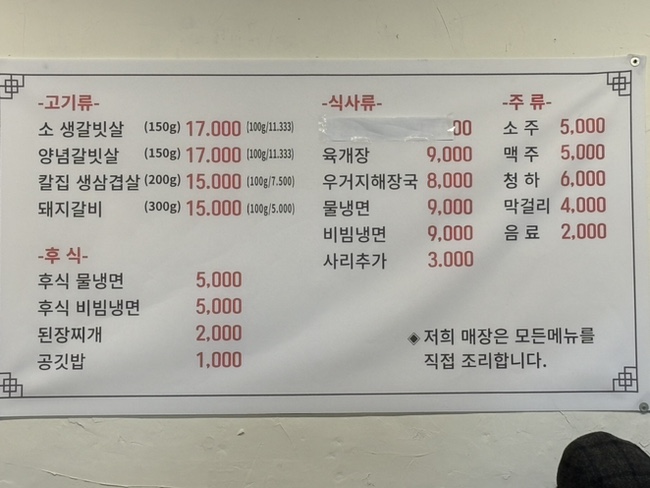 -고기류-
소 생갈빗살 (150g) 17.000 (100g/11.333)
양념갈빗살 (150g) 17.000 (100g/11.333)
칼집 생삼겹살 (200g) 15.000 (100g/7.500)
돼지갈비 (300g) 15.000 (100g/5.000)
-후 식-
후식 물냉면 5,000
후식 비빔냉면 5,000
된장찌개 2,000
공깃밥 1,000
-식사류-
00
육개장 9,000
우거지해장국 8,000
물냉면 9,000
비빔냉면 9,000
사리추가 3.000
-주 류-
소 주 5,000
맥 주 5,000
청 하 6,000
막걸리 4,000
음 료 2,000
◈ 저희 매장은 모든메뉴를
직접 조리합니다.